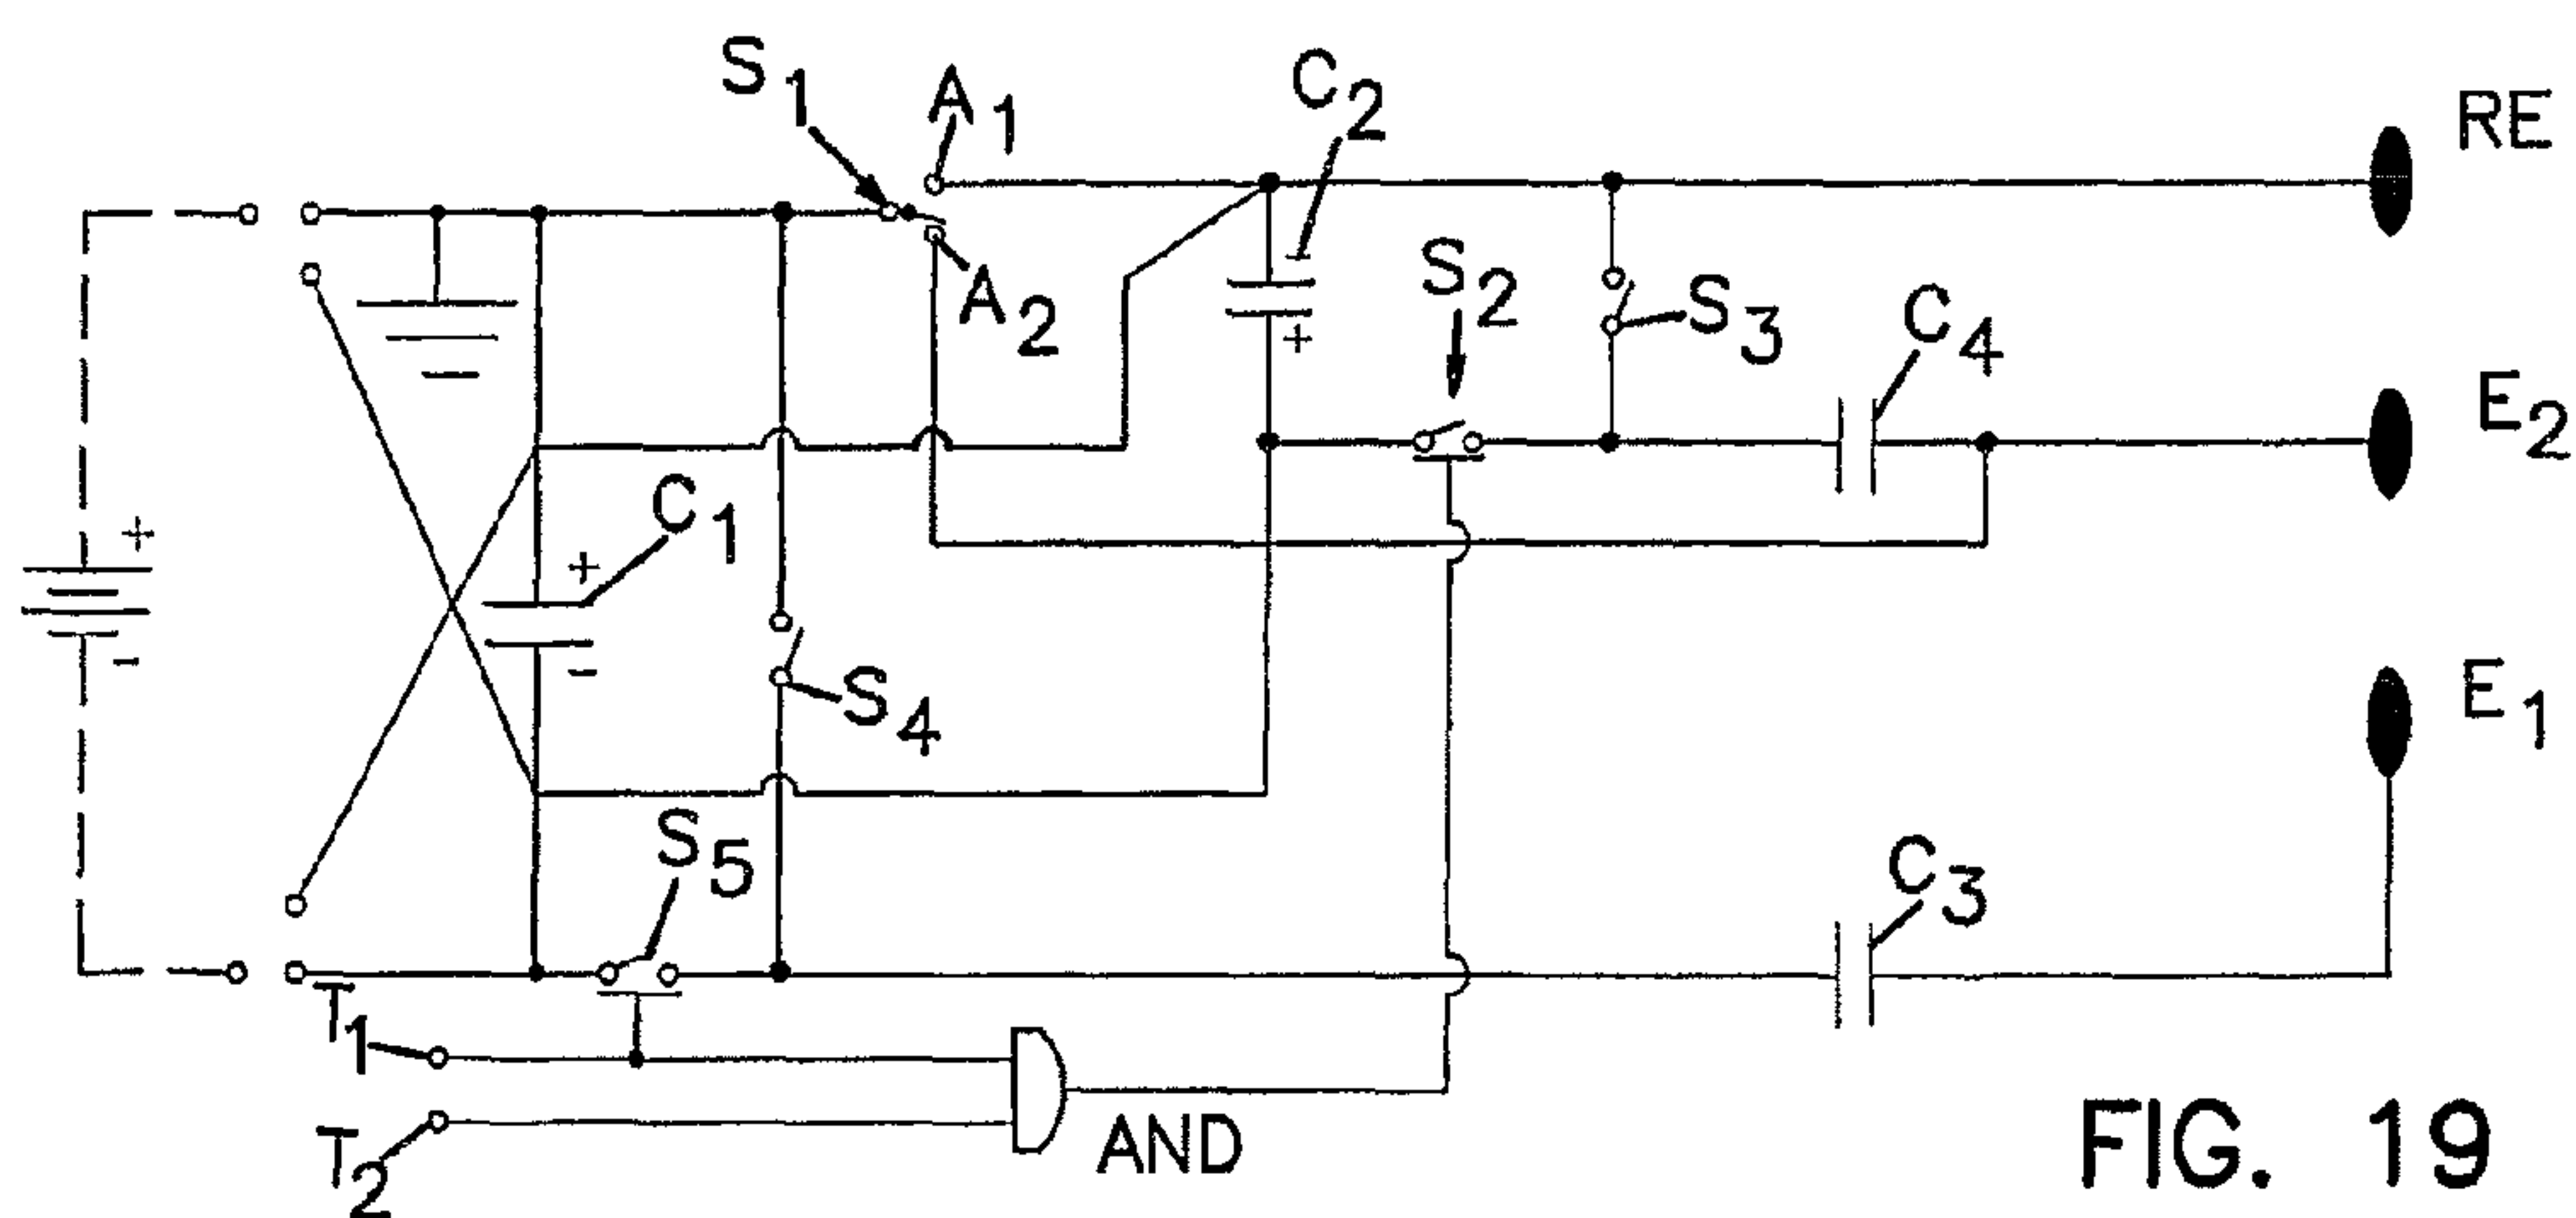 S1
A1
C2
RE
A2
S2
S3
C4
E2
+
-
+
C1
+
-
S4
E1
+
-
S5
C3
T1
T2
AND
FIG. 19